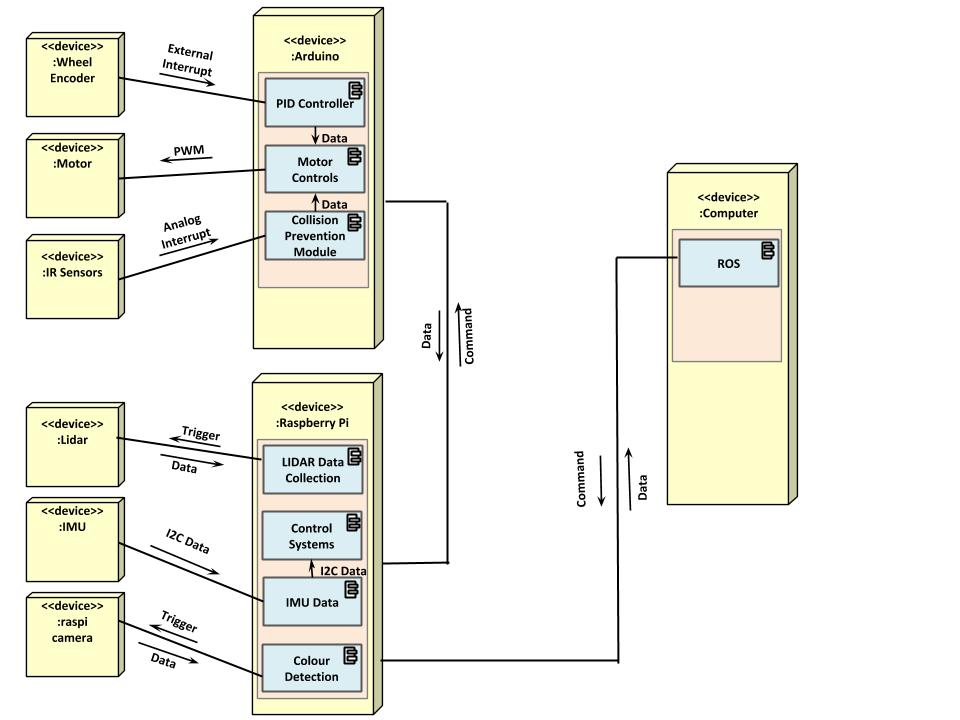 <<device>>
:Wheel
Encoder
External
Interrupt
<<device>>
:Arduino
PID Controller
Data
<<device>>
:Motor
PWM
Motor
Controls
Data
<<device>>
:IR Sensors
Analog
Interrupt
Collision
Prevention
Module
<<device>>
:Computer
ROS
Data
Command
<<device>>
:Raspberry Pi
<<device>>
:Lidar
Trigger
Data
LIDAR Data
Collection
<<device>>
:IMU
I2C Data
Control
Systems
I2C Data
IMU Data
<<device>>
:raspi
camera
Trigger
Data
Colour
Detection
Command
Data